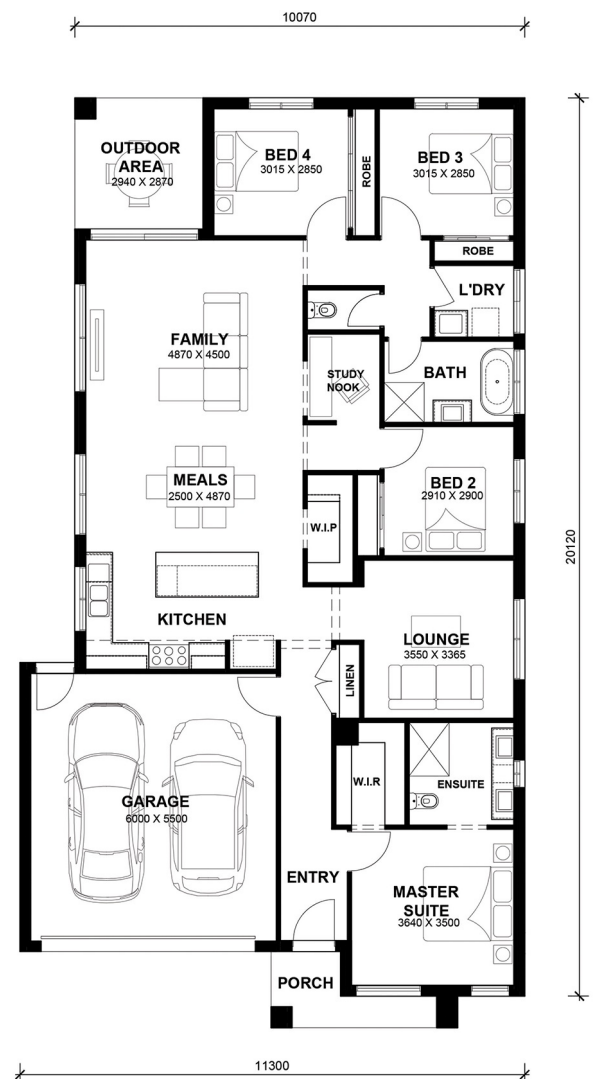 10070
OUTDOOR
AREA
2940 X 2870
BED 4
3015 X 2850
ROBE
BED 3
3015 X 2850
ROBE
L'DRY
FAMILY
4870 X 4500
STUDY
NOOK
BATH
MEALS
2500 X 4870
BED 2
2910 X 2900
W.I.P
20120
KITCHEN
LOUNGE
3550 X 3365
LINEN
W.I.R
ENSUITE
GARAGE
6000 X 5500
ENTRY
MASTER
SUITE
3640 X 3500
PORCH
11300